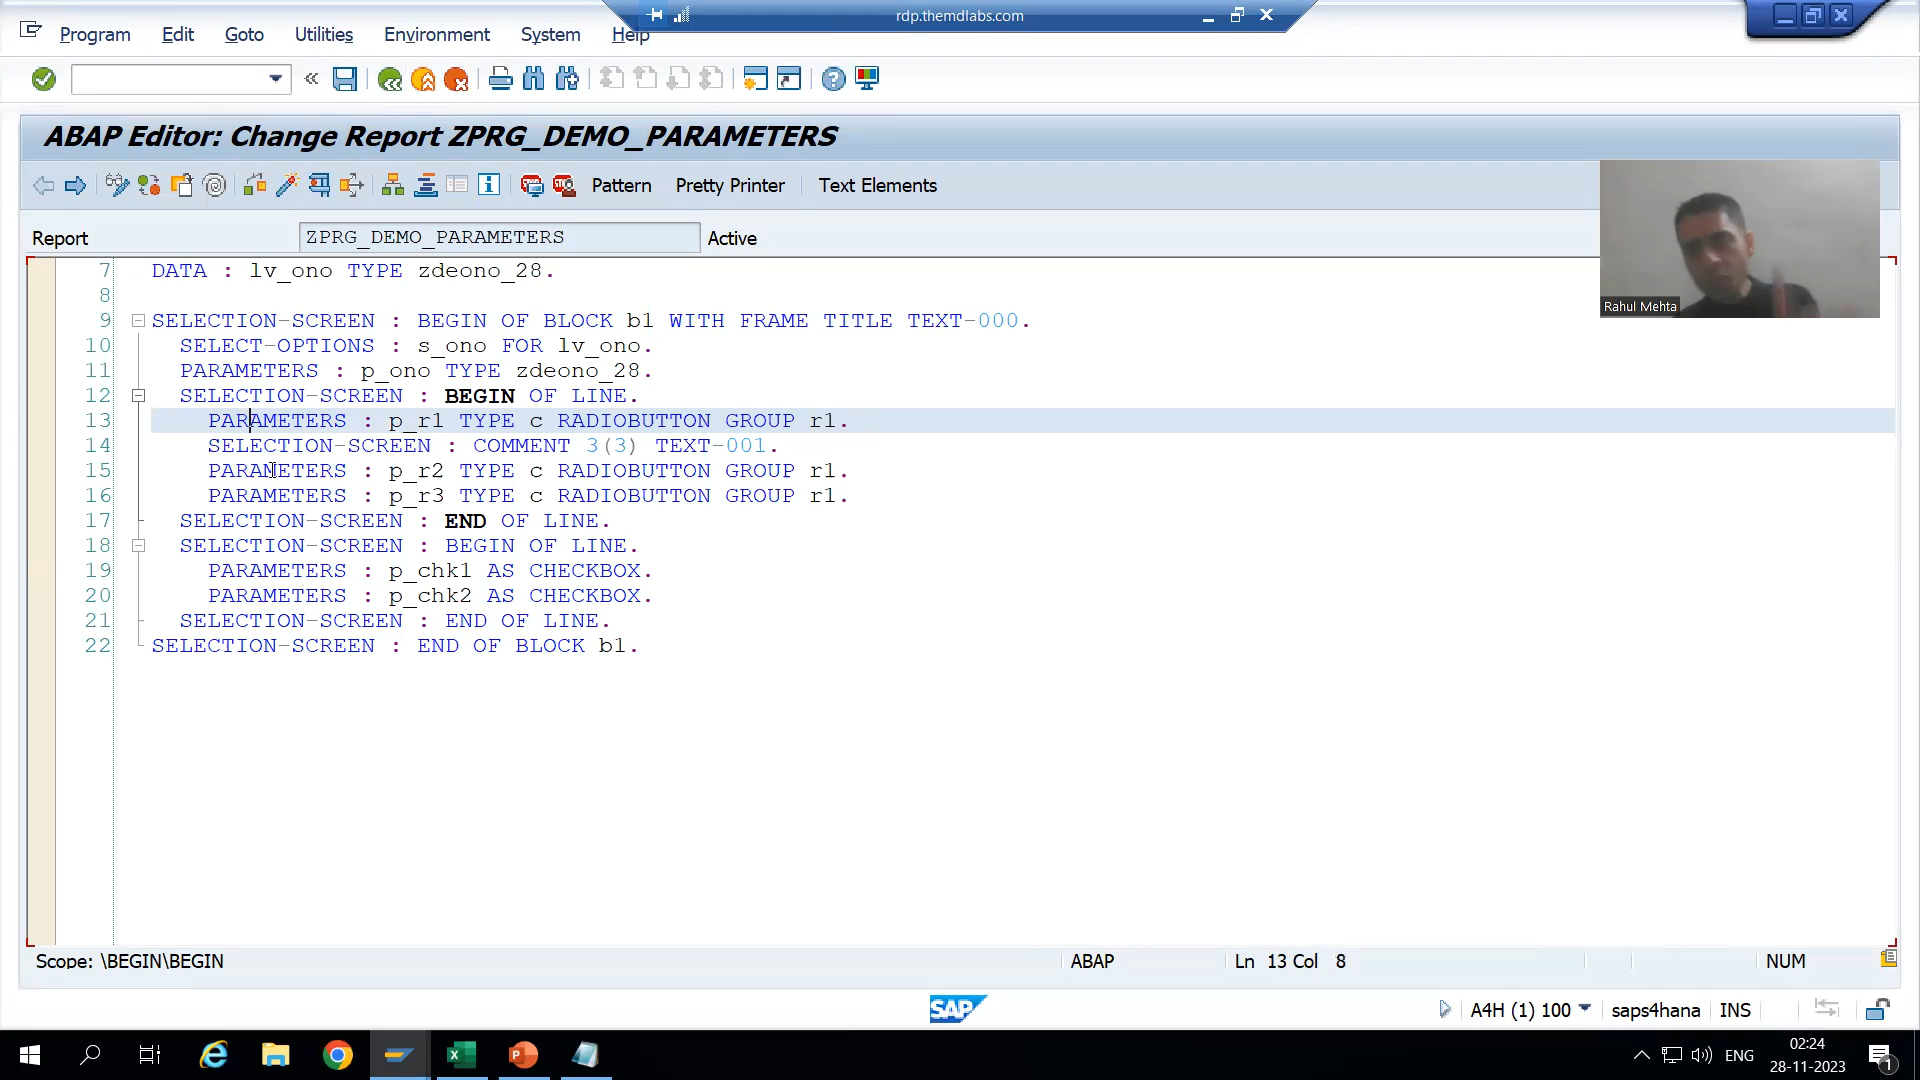 rdp.themdlabs.com
Program Edit Goto Utilities Environment System Help
ABAP Editor: Change Report ZPRG_DEMO_PARAMETERS
Pattern Pretty Printer Text Elements
Report ZPRG_DEMO_PARAMETERS Active
Rahul Mehta
7 DATA : lv_ono TYPE zdeono_28.
8
9 SELECTION-SCREEN : BEGIN OF BLOCK b1 WITH FRAME TITLE TEXT-000.
10 SELECT-OPTIONS : s_ono FOR lv_ono.
11 PARAMETERS : p_ono TYPE zdeono_28.
12 SELECTION-SCREEN : BEGIN OF LINE.
13 PARAMETERS : p_r1 TYPE c RADIOBUTTON GROUP r1.
14 SELECTION-SCREEN : COMMENT 3(3) TEXT-001.
15 PARAMETERS : p_r2 TYPE c RADIOBUTTON GROUP r1.
16 PARAMETERS : p_r3 TYPE c RADIOBUTTON GROUP r1.
17 SELECTION-SCREEN : END OF LINE.
18 SELECTION-SCREEN : BEGIN OF LINE.
19 PARAMETERS : p_chk1 AS CHECKBOX.
20 PARAMETERS : p_chk2 AS CHECKBOX.
21 SELECTION-SCREEN : END OF LINE.
22 SELECTION-SCREEN : END OF BLOCK b1.
Scope: \BEGIN\BEGIN ABAP Ln 13 Col 8 NUM
SAP A4H (1) 100 saps4hana INS
ENG 02:24
28-11-2023 1